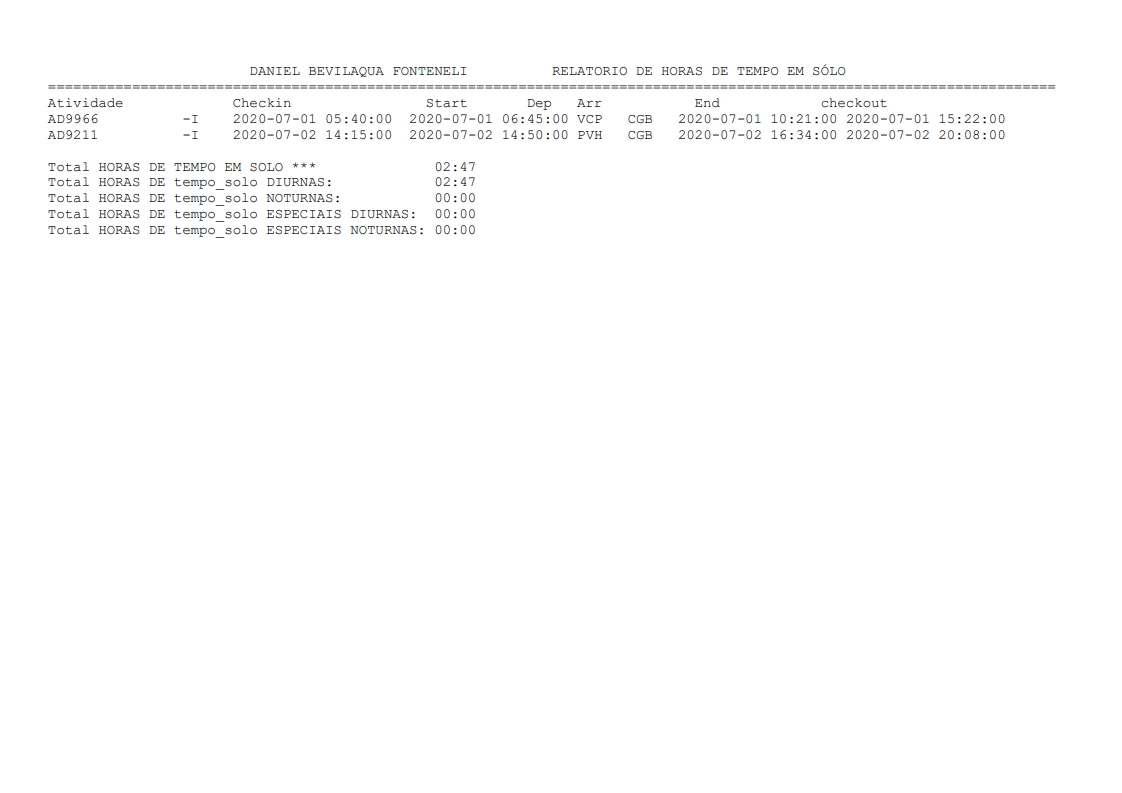 DANIEL BEVILAQUA FONTENELI          RELATORIO DE HORAS DE TEMPO EM SÓLO
========================================================================================================================
Atividade             Checkin                Start       Dep   Arr           End            checkout
AD9966          -I    2020-07-01 05:40:00  2020-07-01 06:45:00 VCP   CGB   2020-07-01 10:21:00 2020-07-01 15:22:00
AD9211          -I    2020-07-02 14:15:00  2020-07-02 14:50:00 PVH   CGB   2020-07-02 16:34:00 2020-07-02 20:08:00
Total HORAS DE TEMPO EM SOLO ***              02:47
Total HORAS DE tempo_solo DIURNAS:            02:47
Total HORAS DE tempo_solo NOTURNAS:           00:00
Total HORAS DE tempo_solo ESPECIAIS DIURNAS:  00:00
Total HORAS DE tempo_solo ESPECIAIS NOTURNAS: 00:00